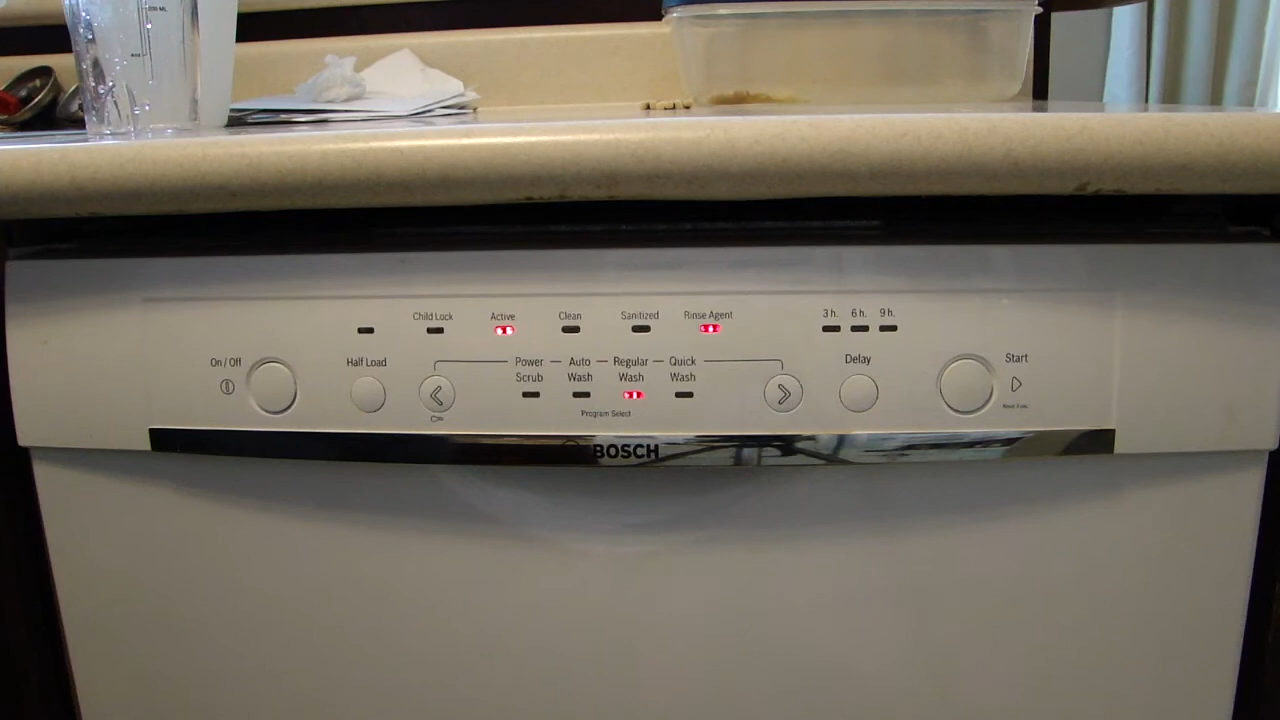 Child Lock Active Clean Sanitized Rinse Agent 3 h. 6 h. 9 h.
On / Off Half Load Power Auto Regular Quick Delay Start
Scrub Wash Wash Wash
Program Select
BOSCH